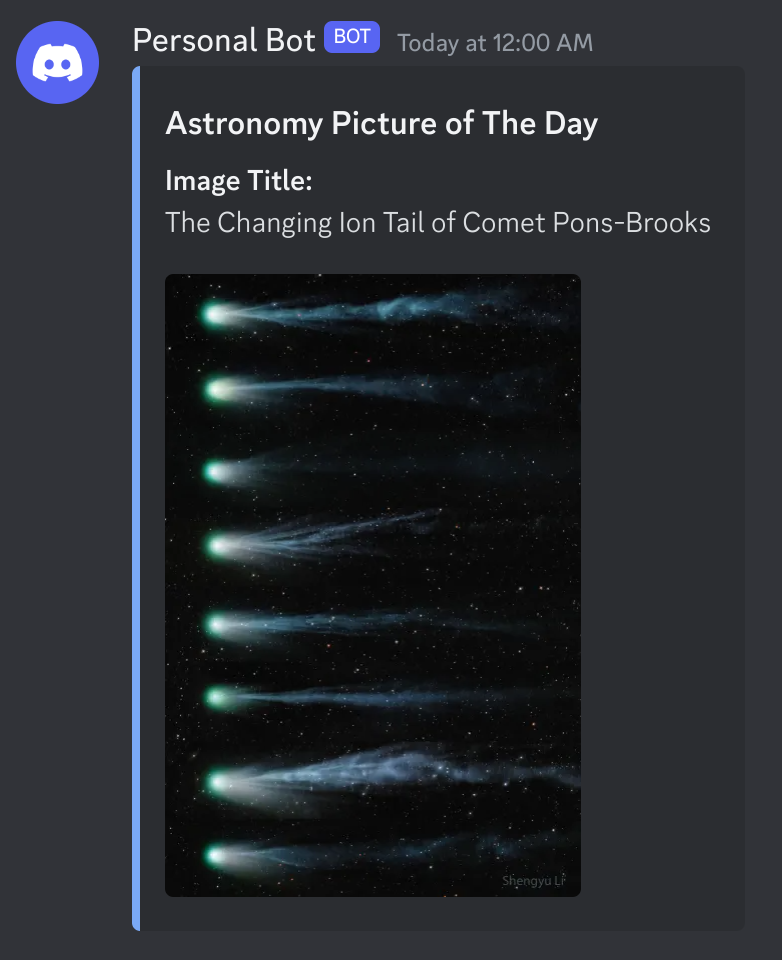 Personal Bot BOT Today at 12:00 AM
Astronomy Picture of The Day
Image Title:
The Changing Ion Tail of Comet Pons-Brooks
Shengyu Li